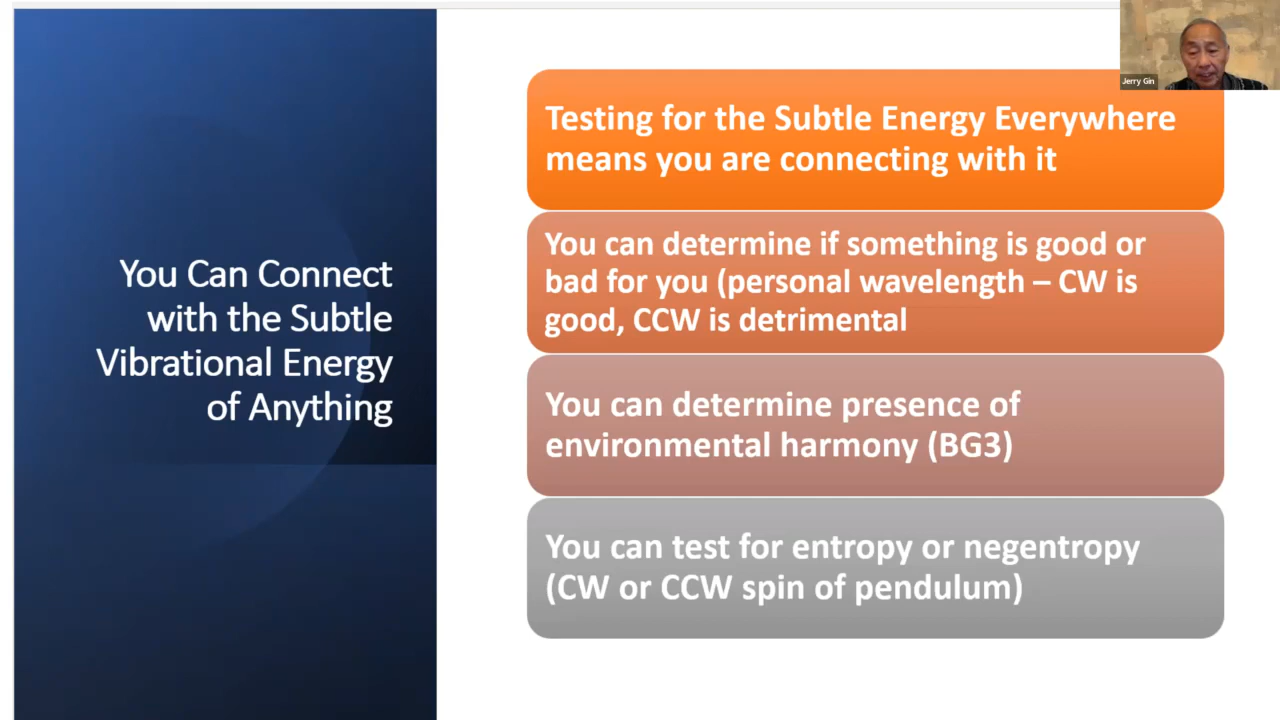 You Can Connect
with the Subtle
Vibrational Energy
of Anything
Testing for the Subtle Energy Everywhere
means you are connecting with it
You can determine if something is good or
bad for you (personal wavelength – CW is
good, CCW is detrimental
You can determine presence of
environmental harmony (BG3)
You can test for entropy or negentropy
(CW or CCW spin of pendulum)
Jerry Gin